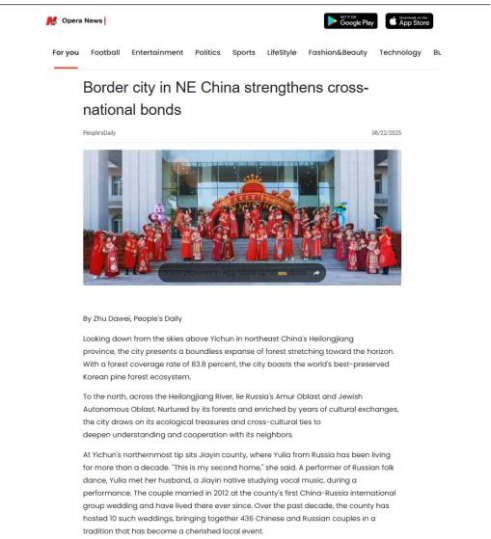 Opera News
GET IT ON
Google Play
Download on the
App Store
For you Football Entertainment Politics Sports LifeStyle Fashion&Beauty Technology Bu
Border city in NE China strengthens cross-
national bonds
PeoplesDaily 08/22/2025
By Zhu Dawei, People's Daily
Looking down from the skies above Yichun in northeast China's Heilongjiang
province, the city presents a boundless expanse of forest stretching toward the horizon.
With a forest coverage rate of 83.8 percent, the city boasts the world's best-preserved
Korean pine forest ecosystem.
To the north, across the Heilongjiang River, lie Russia's Amur Oblast and Jewish
Autonomous Oblast. Nurtured by its forests and enriched by years of cultural exchanges,
the city draws on its ecological treasures and cross-cultural ties to
deepen understanding and cooperation with its neighbors.
At Yichun's northernmost tip sits Jiayin county, where Yulia from Russia has been living
for more than a decade. "This is my second home," she said. A performer of Russian folk
dance, Yulia met her husband, a Jiayin native studying vocal music, during a
performance. The couple married in 2012 at the county's first China-Russia international
group wedding and have lived there ever since. Over the past decade, the county has
hosted 10 such weddings, bringing together 436 Chinese and Russian couples in a
tradition that has become a cherished local event.